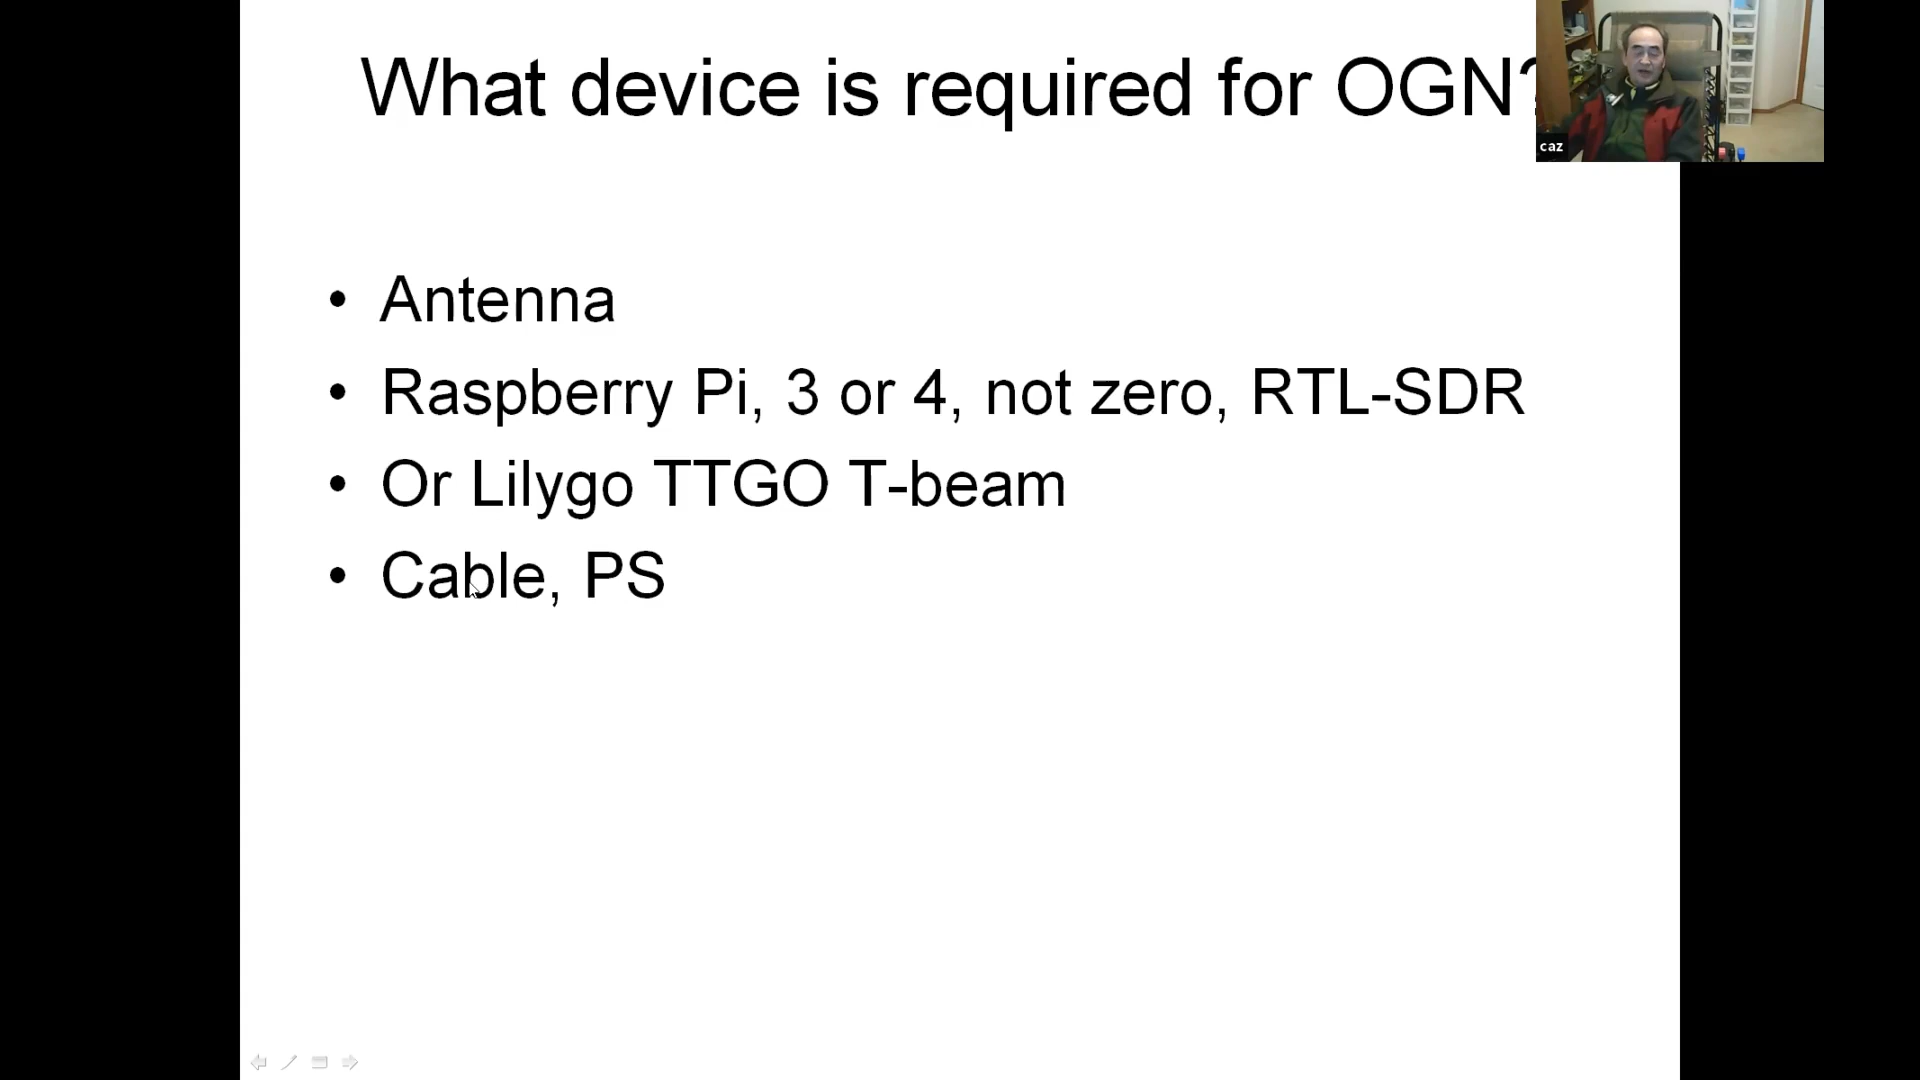 What device is required for OGN?
caz
• Antenna
• Raspberry Pi, 3 or 4, not zero, RTL-SDR
• Or Lilygo TTGO T-beam
• Cable, PS